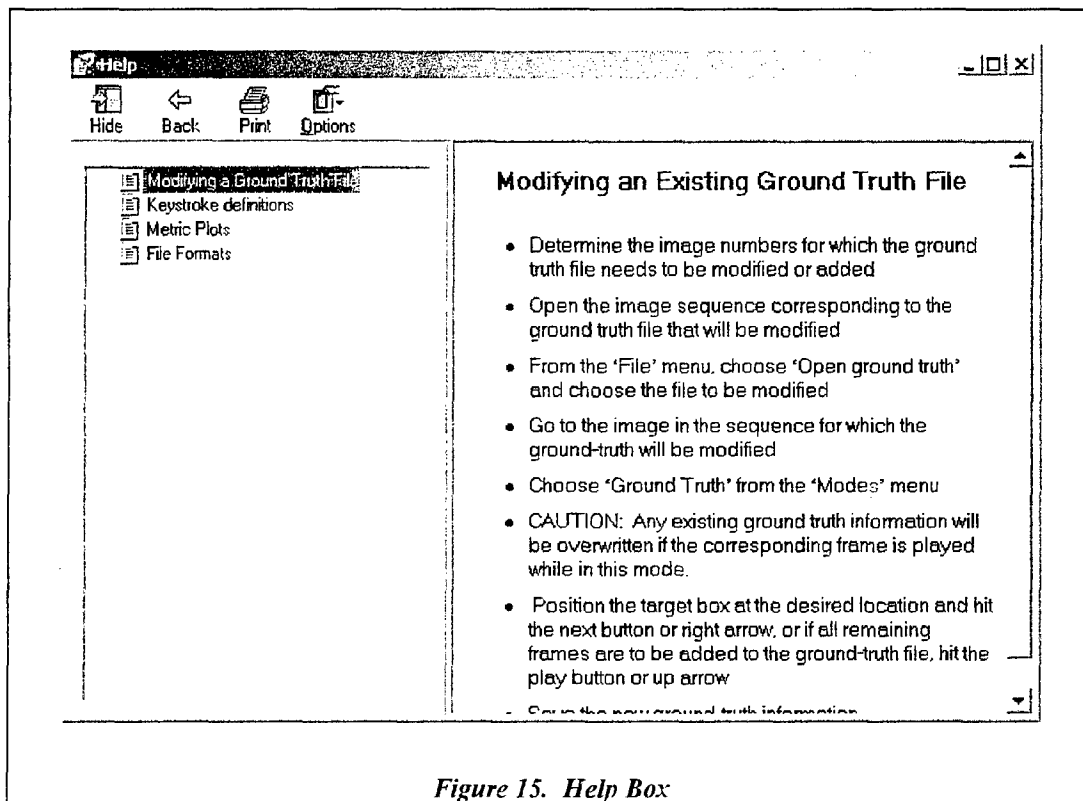 Help
Hide Back Print Options
Modifying a Ground Truth File
Keystroke definitions
Metric Plots
File Formats
Modifying an Existing Ground Truth File
• Determine the image numbers for which the ground
truth file needs to be modified or added
• Open the image sequence corresponding to the
ground truth file that will be modified
• From the 'File' menu, choose 'Open ground truth'
and choose the file to be modified
• Go to the image in the sequence for which the
ground-truth will be modified
• Choose 'Ground Truth' from the 'Modes' menu
• CAUTION: Any existing ground truth information will
be overwritten if the corresponding frame is played
while in this mode.
• Position the target box at the desired location and hit
the next button or right arrow, or if all remaining
frames are to be added to the ground-truth file, hit the
play button or up arrow
• Save the new ground truth information
Figure 15. Help Box